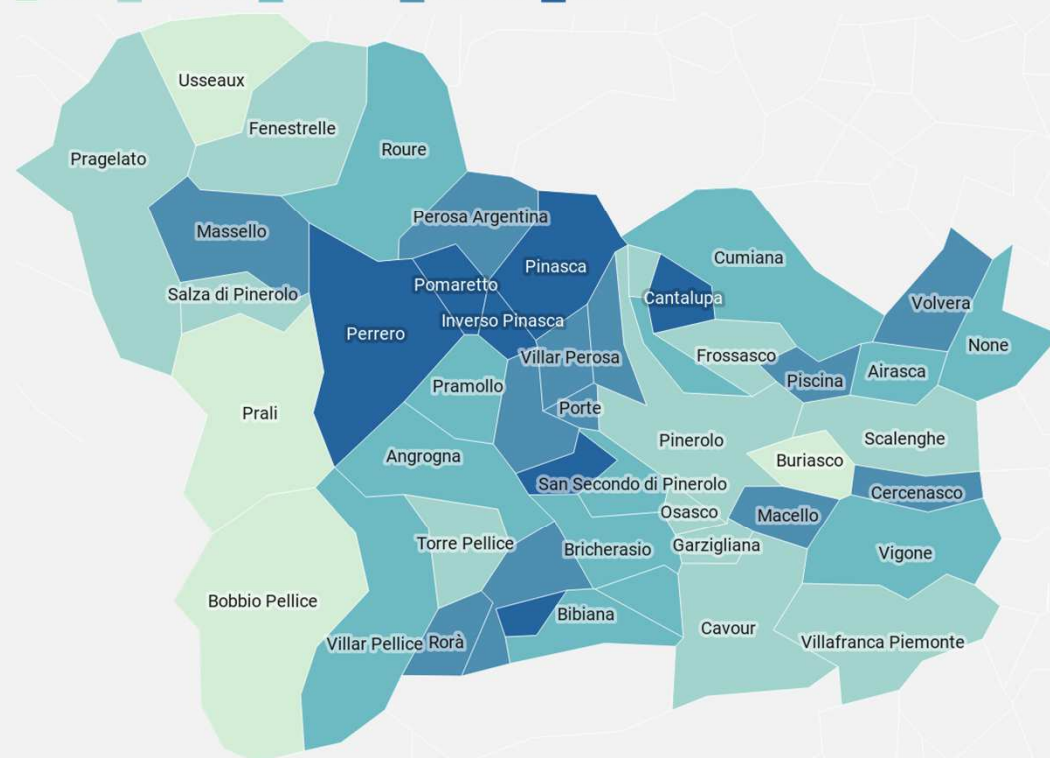 Usseaux
Fenestrelle
Roure
Pragelato
Perosa Argentina
Massello
Cumiana
Pinasca
Pomaretto
Salza di Pinerolo
Cantalupa
Volvera
Inverso Pinasca
Perrero
None
Villar Perosa
Frossasco
Airasca
Piscina
Pramollo
Porte
Prali
Pinerolo
Scalenghe
Angrogna
Buriasco
San Secondo di Pinerolo
Cercenasco
Osasco
Macello
Torre Pellice
Bricherasio
Garzigliana
Vigone
Bobbio Pellice
Bibiana
Cavour
Villar Pellice
Rorà
Villafranca Piemonte